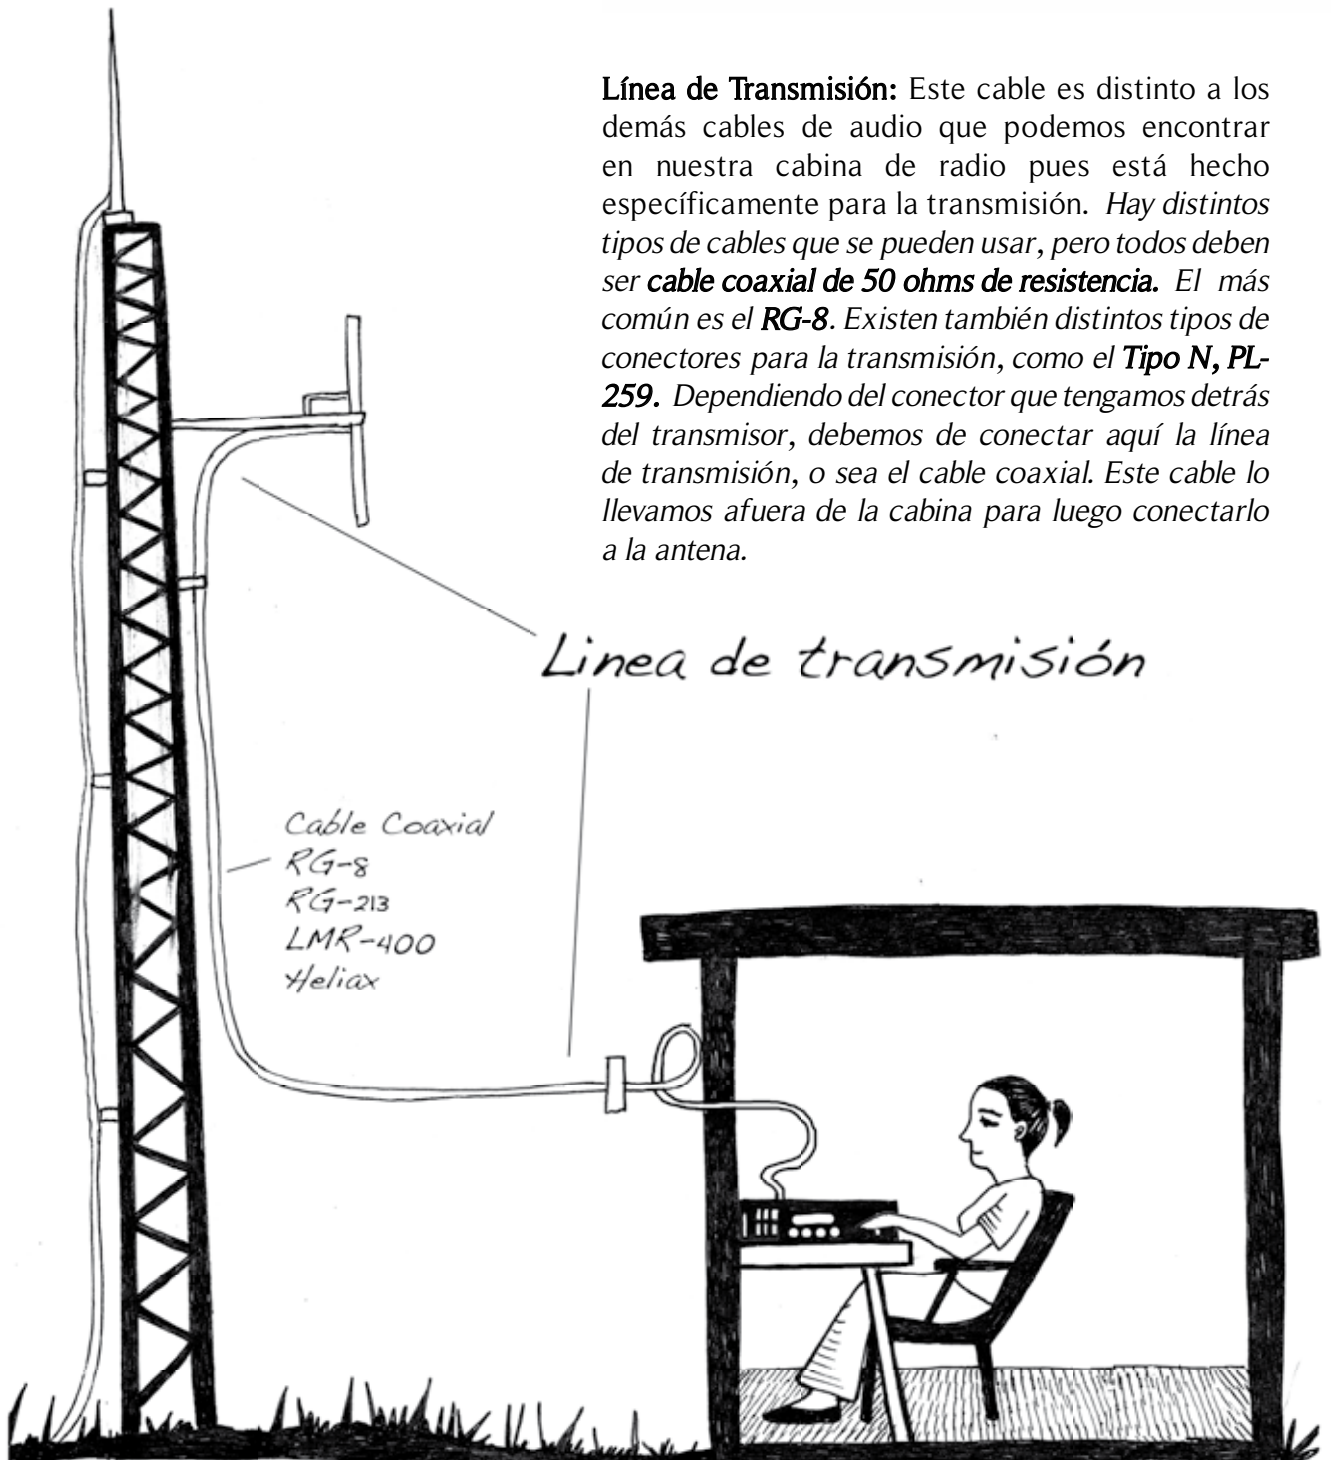 Línea de Transmisión: Este cable es distinto a los
demás cables de audio que podemos encontrar
en nuestra cabina de radio pues está hecho
específicamente para la transmisión. Hay distintos
tipos de cables que se pueden usar, pero todos deben
ser cable coaxial de 50 ohms de resistencia. El más
común es el RG-8. Existen también distintos tipos de
conectores para la transmisión, como el Tipo N, PL-
259. Dependiendo del conector que tengamos detrás
del transmisor, debemos de conectar aquí la línea
de transmisión, o sea el cable coaxial. Este cable lo
llevamos afuera de la cabina para luego conectarlo
a la antena.
Linea de transmisión
Cable Coaxial
RG-8
RG-213
LMR-400
Heliax